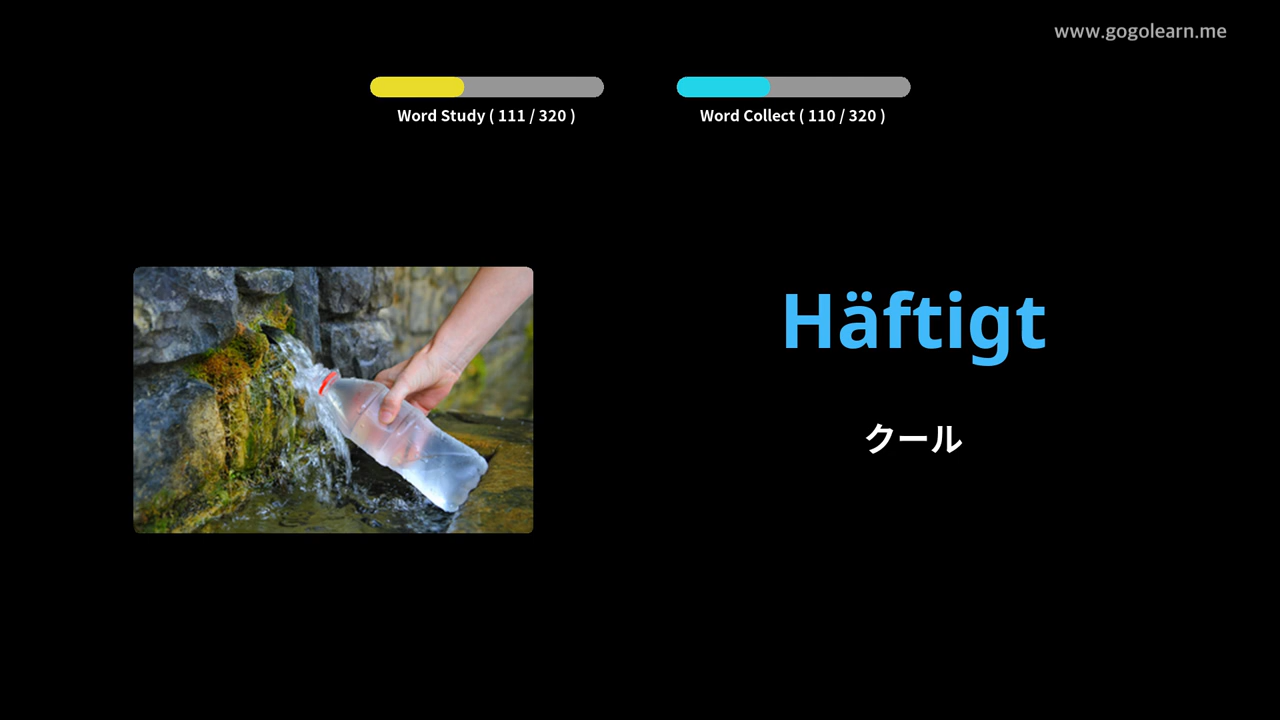 www.gogolearn.me
Word Study ( 111 / 320 )
Word Collect ( 110 / 320 )
Häftigt
クール